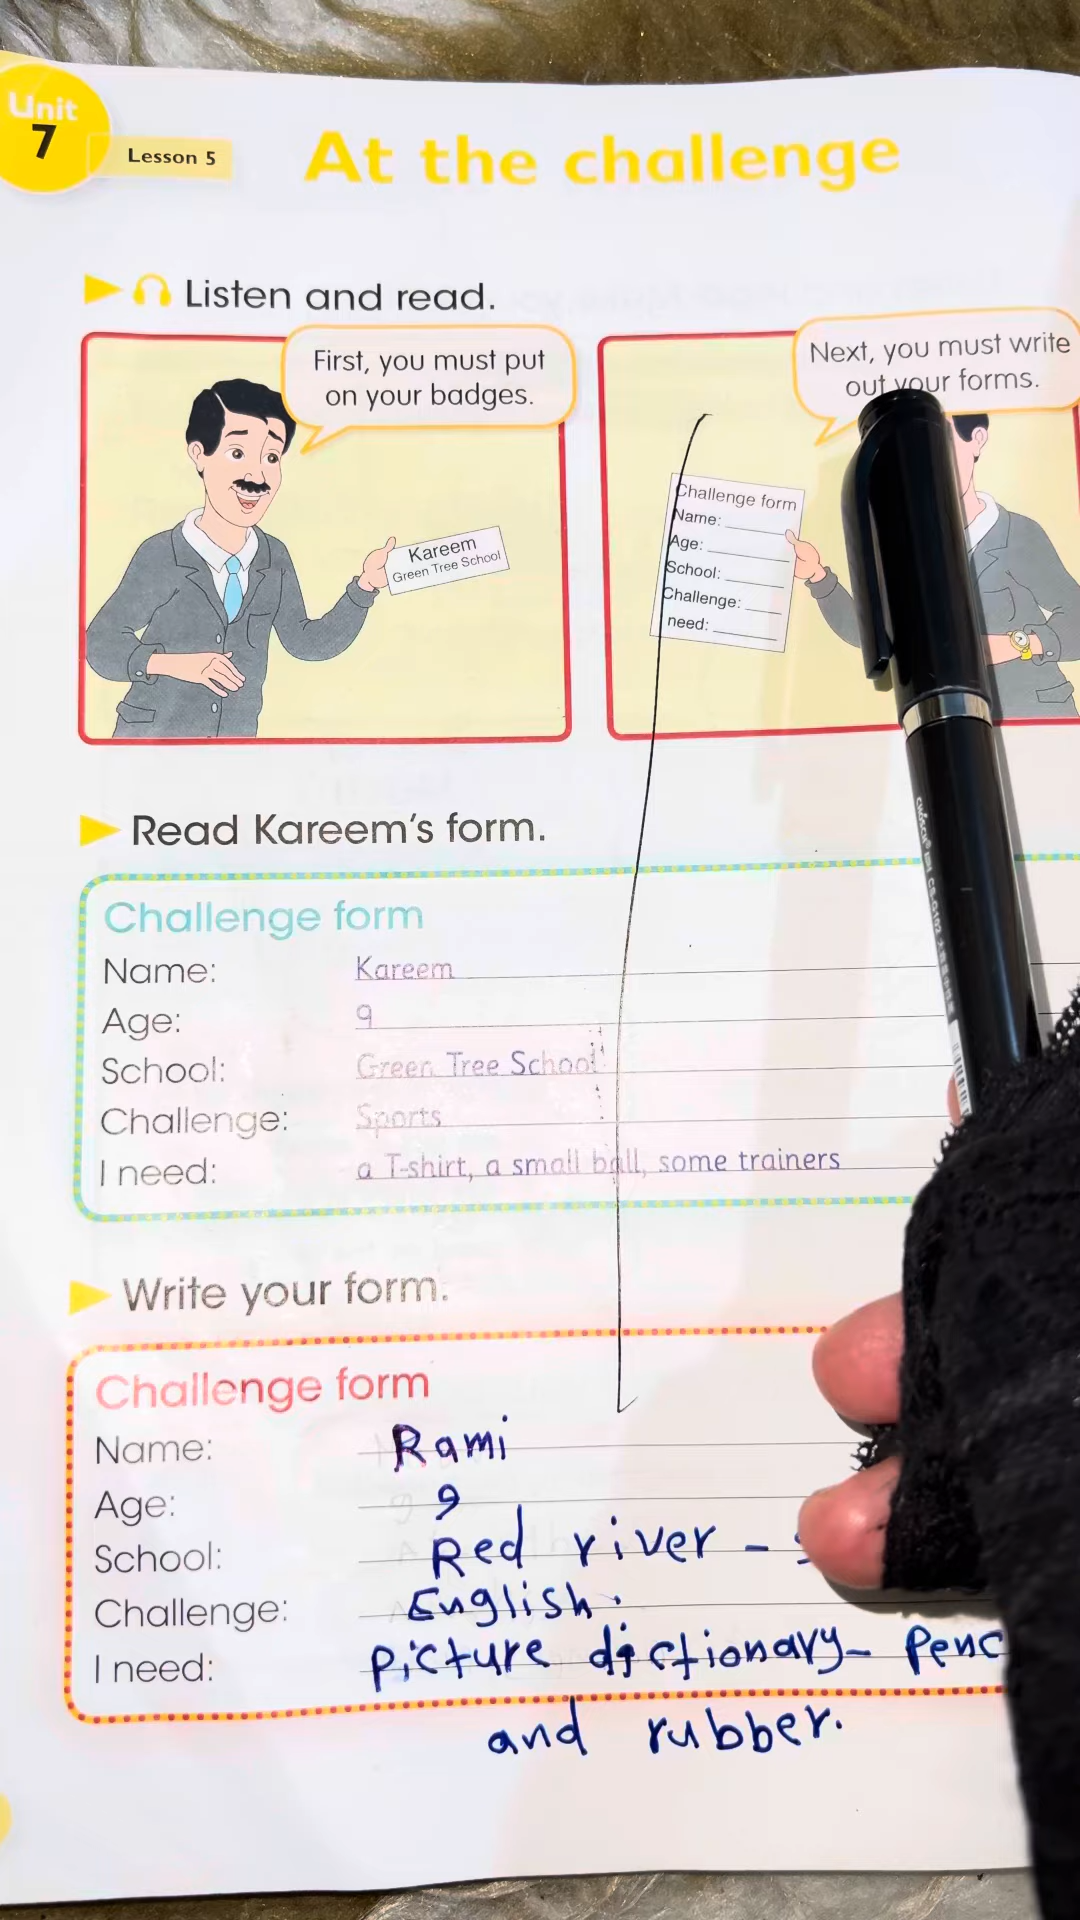 Unit
7
Lesson 5
At the challenge
Listen and read.
First, you must put
on your badges.
Kareem
Green Tree School
Next, you must write
out your forms.
Challenge form
Name:
Age:
School:
Challenge:
need:
Read Kareem's form.
Challenge form
Name: Kareem
Age: 9
School: Green Tree School
Challenge: Sports
I need: a T-shirt, a small ball, some trainers
Write your form.
Challenge form
Name: Rami
Age: 9
School: Red river -
Challenge: English.
I need: picture dictionary-
and rubber.